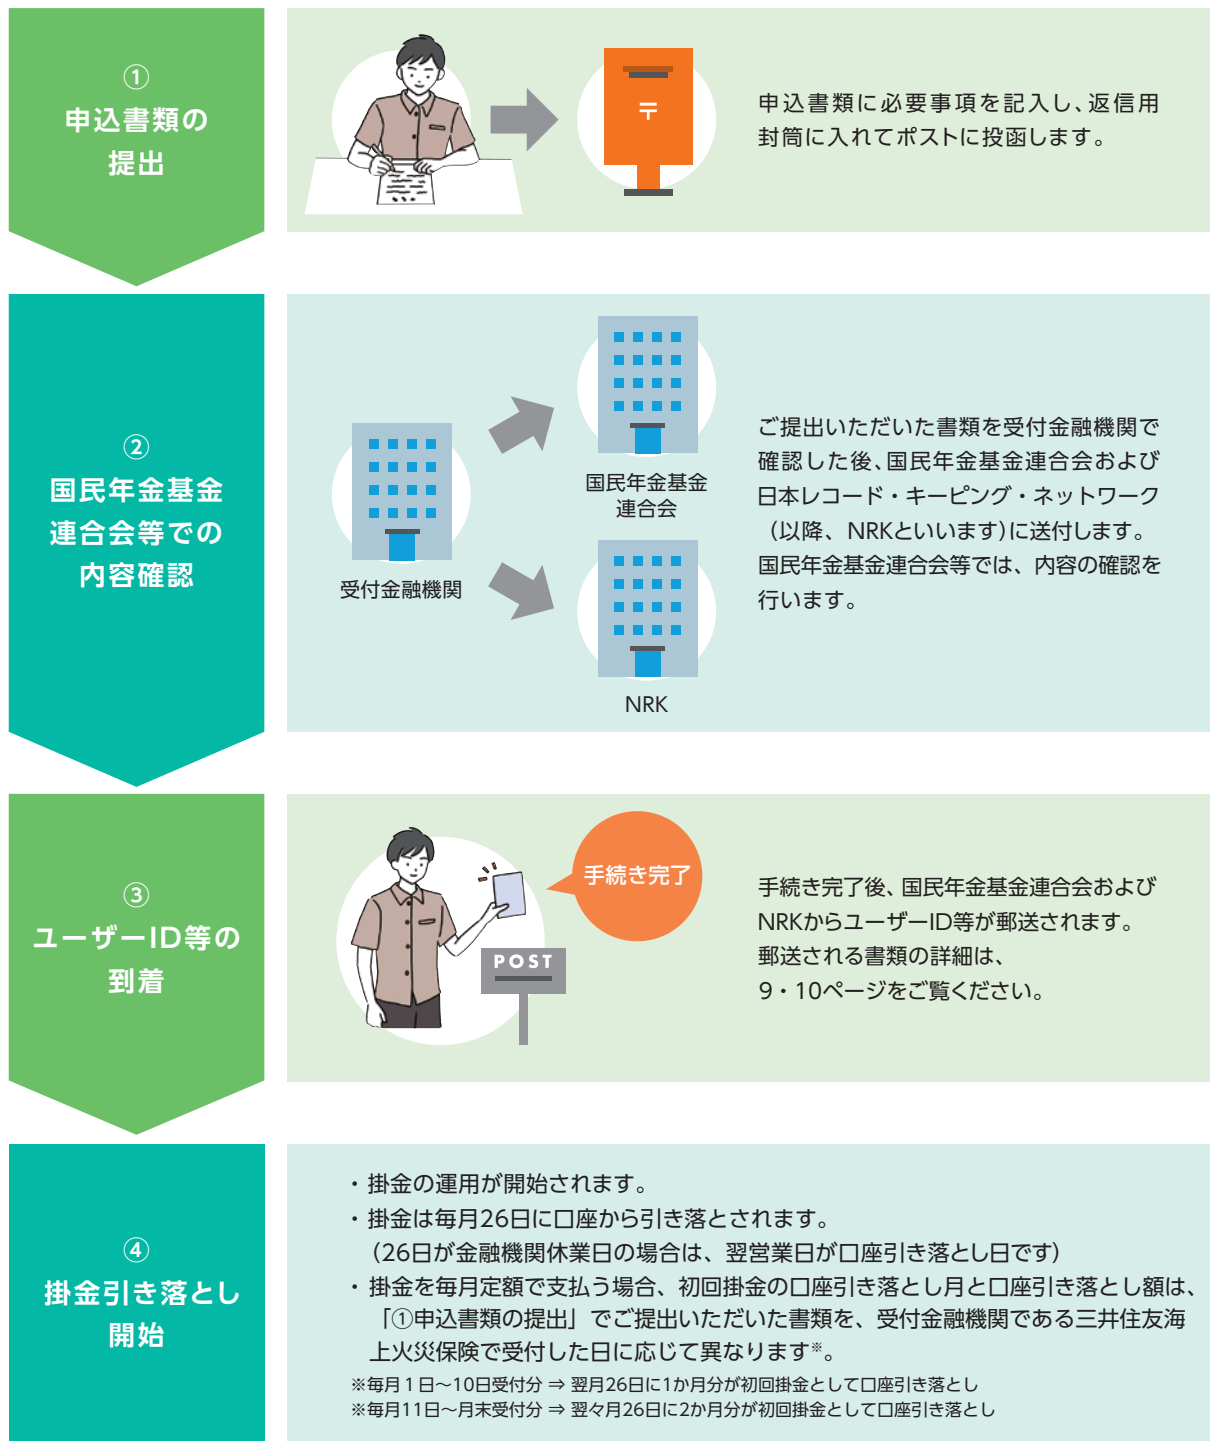 ①
申込書類の
提出
〒
申込書類に必要事項を記入し、返信用
封筒に入れてポストに投函します。
②
国民年金基金
連合会等での
内容確認
受付金融機関
国民年金基金
連合会
NRK
ご提出いただいた書類を受付金融機関で
確認した後、国民年金基金連合会および
日本レコード・キーピング・ネットワーク
（以降、NRKといいます）に送付します。
国民年金基金連合会等では、内容の確認を
行います。
③
ユーザーID等の
到着
手続き完了
POST
手続き完了後、国民年金基金連合会および
NRKからユーザーID等が郵送されます。
郵送される書類の詳細は、
9・10ページをご覧ください。
④
掛金引き落とし
開始
・掛金の運用が開始されます。
・掛金は毎月26日に口座から引き落とされます。
（26日が金融機関休業日の場合は、翌営業日が口座引き落とし日です）
・掛金を毎月定額で支払う場合、初回掛金の口座引き落とし月と口座引き落とし額は、
「①申込書類の提出」でご提出いただいた書類を、受付金融機関である三井住友海
上火災保険で受付した日に応じて異なります※。
※毎月１日～10日受付分 ⇒ 翌月26日に1か月分が初回掛金として口座引き落とし
※毎月11日～月末受付分 ⇒ 翌々月26日に2か月分が初回掛金として口座引き落とし